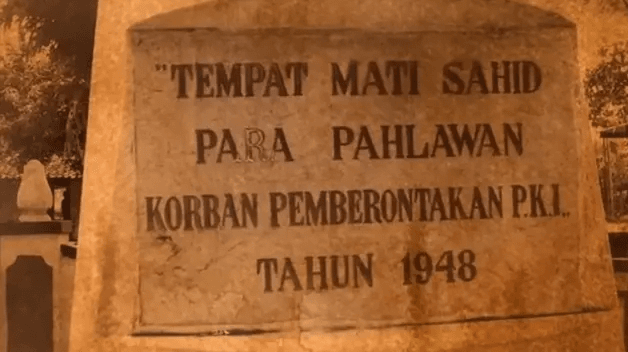 "TEMPAT MATI SAHID
PARA PAHLAWAN
KORBAN PEMBERONTAKAN P.K.I.,
TAHUN 1948